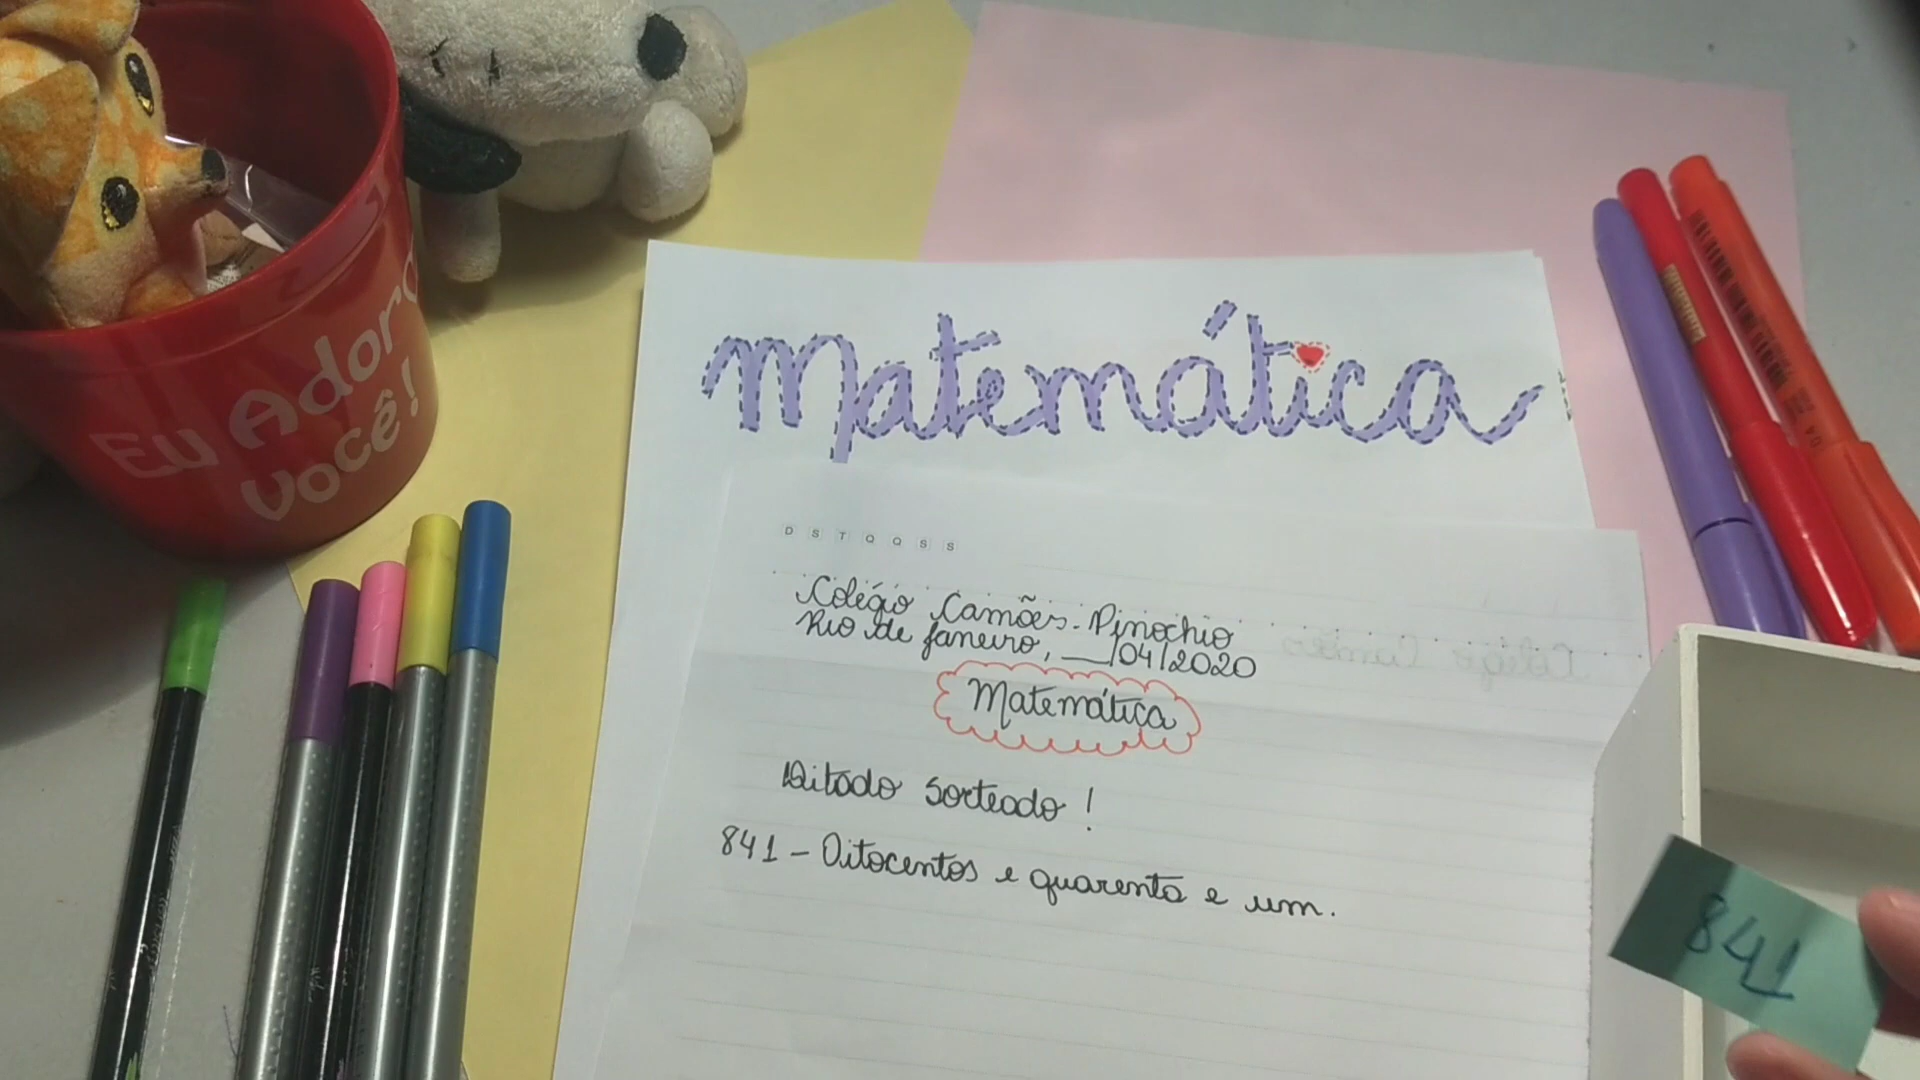 Eu Adoro
Você!
Matemática
D S T Q Q S S
Colégio Camões-Pinochio
Rio de Janeiro, __/04/2020
Matemática
Ditado Sorteado!
841 - Oitocentos e quarenta e um.
841